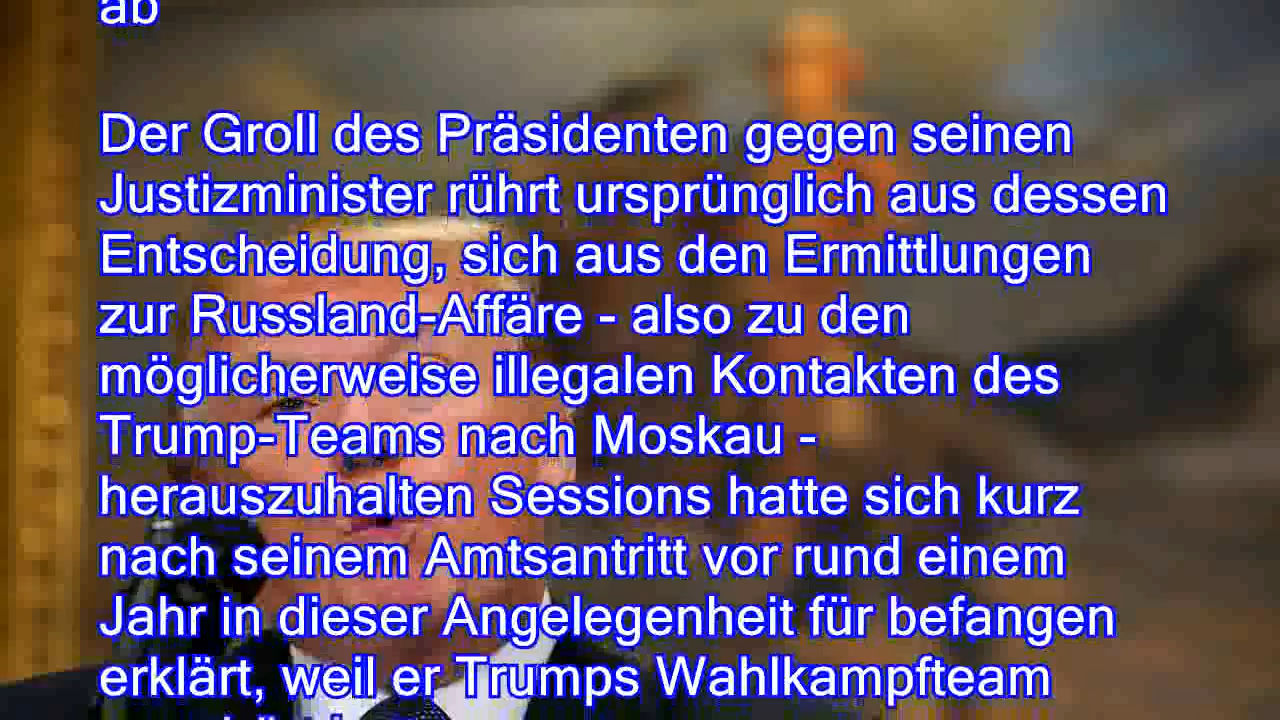 ab
Der Groll des Präsidenten gegen seinen
Justizminister rührt ursprünglich aus dessen
Entscheidung, sich aus den Ermittlungen
zur Russland-Affäre - also zu den
möglicherweise illegalen Kontakten des
Trump-Teams nach Moskau -
herauszuhalten Sessions hatte sich kurz
nach seinem Amtsantritt vor rund einem
Jahr in dieser Angelegenheit für befangen
erklärt, weil er Trumps Wahlkampfteam